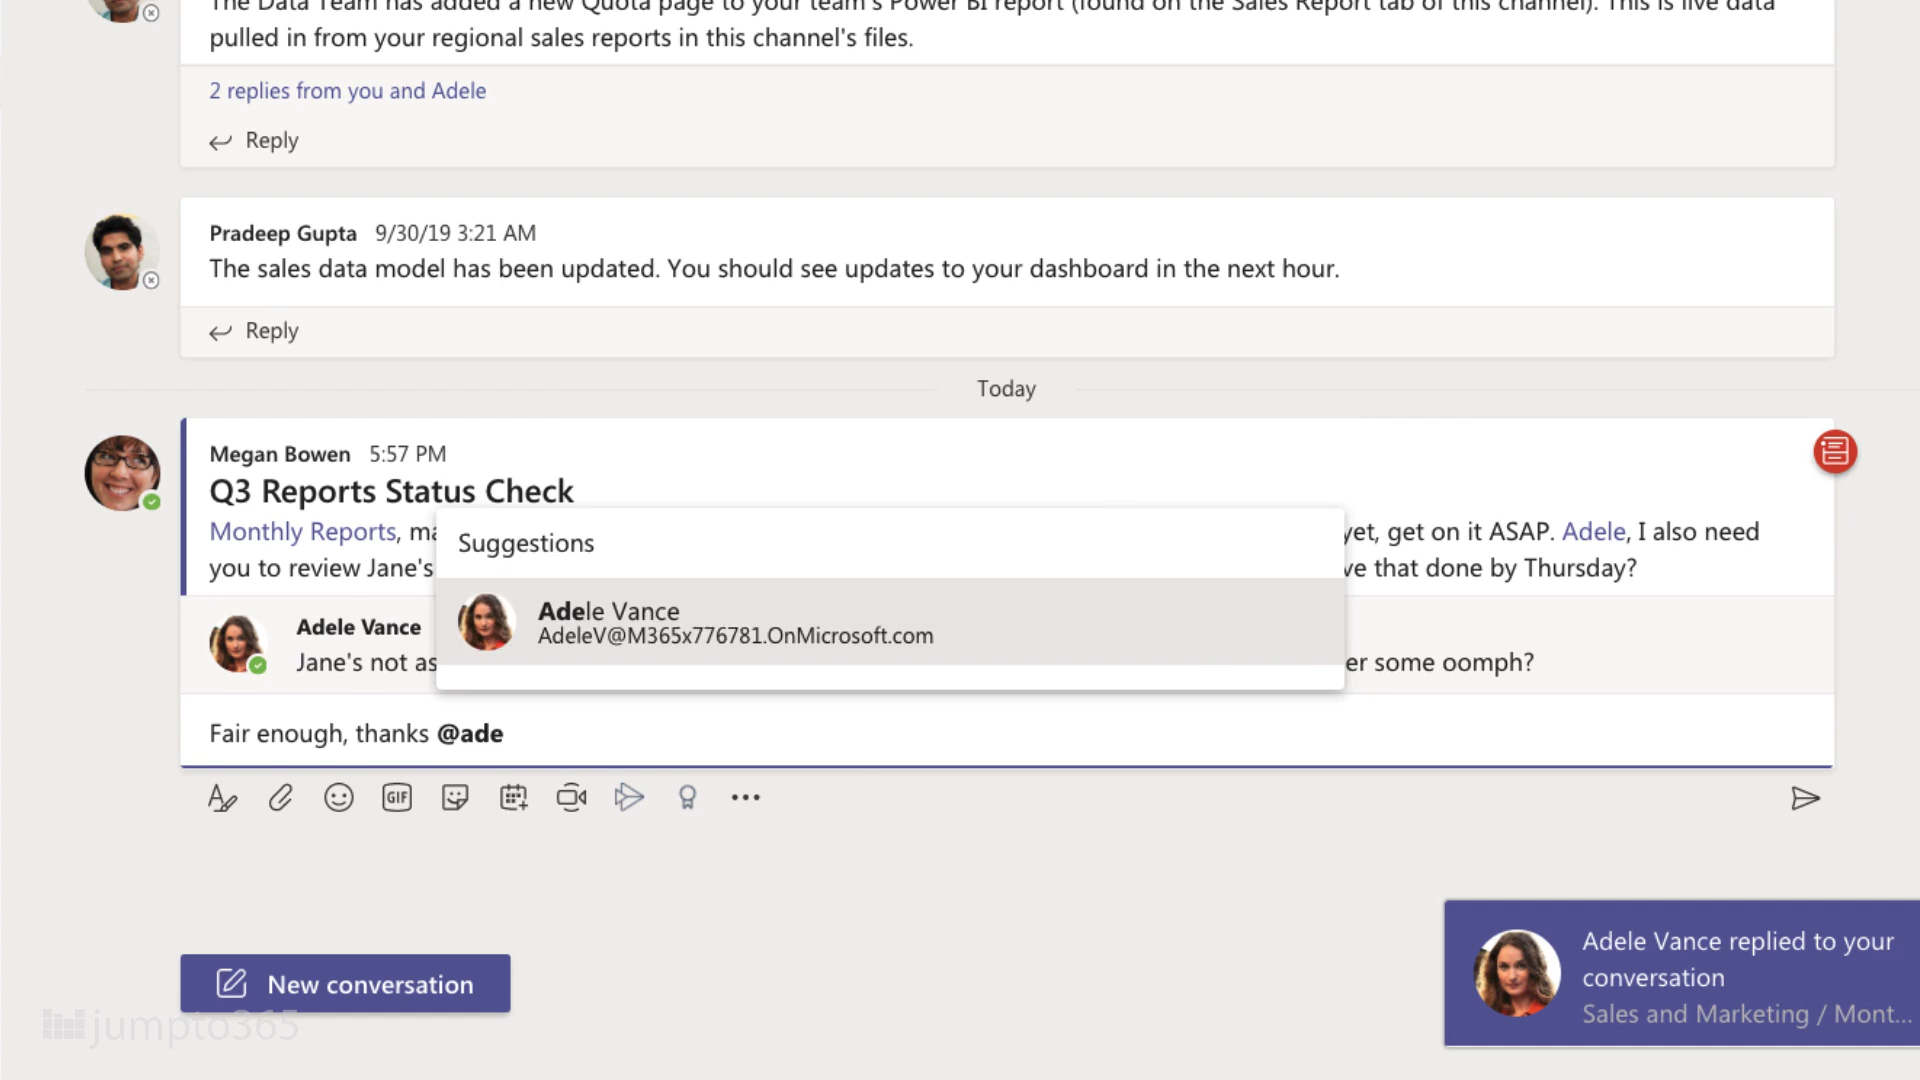 The Data Team has added a new Quota page to your team's Power BI report (found on the Sales Report tab of this channel). This is live data
pulled in from your regional sales reports in this channel's files.
2 replies from you and Adele
Reply
Pradeep Gupta 9/30/19 3:21 AM
The sales data model has been updated. You should see updates to your dashboard in the next hour.
Reply
Today
Megan Bowen 5:57 PM
Q3 Reports Status Check
Monthly Reports, ma yet, get on it ASAP. Adele, I also need
you to review Jane's ve that done by Thursday?
Suggestions
Adele Vance
AdeleV@M365x776781.OnMicrosoft.com
Adele Vance
Jane's not as er some oomph?
Fair enough, thanks @ade
GIF
New conversation
jumpto365
Adele Vance replied to your
conversation
Sales and Marketing / Mont...